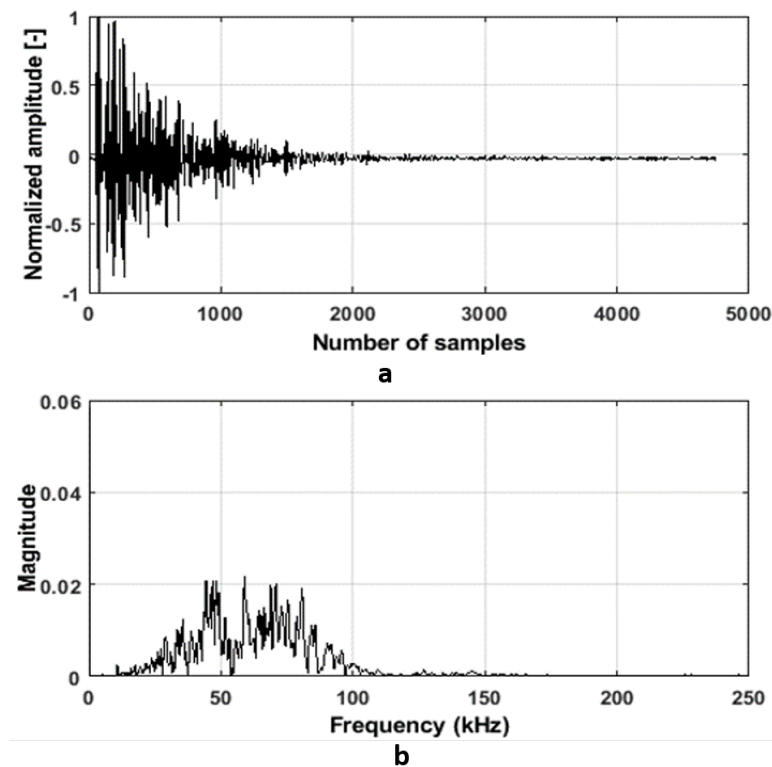 Normalized amplitude [-]
1
0.5
0
-0.5
-1
0 1000 2000 3000 4000 5000
Number of samples
a
Magnitude
0.06
0.04
0.02
0
0 50 100 150 200 250
Frequency (kHz)
b